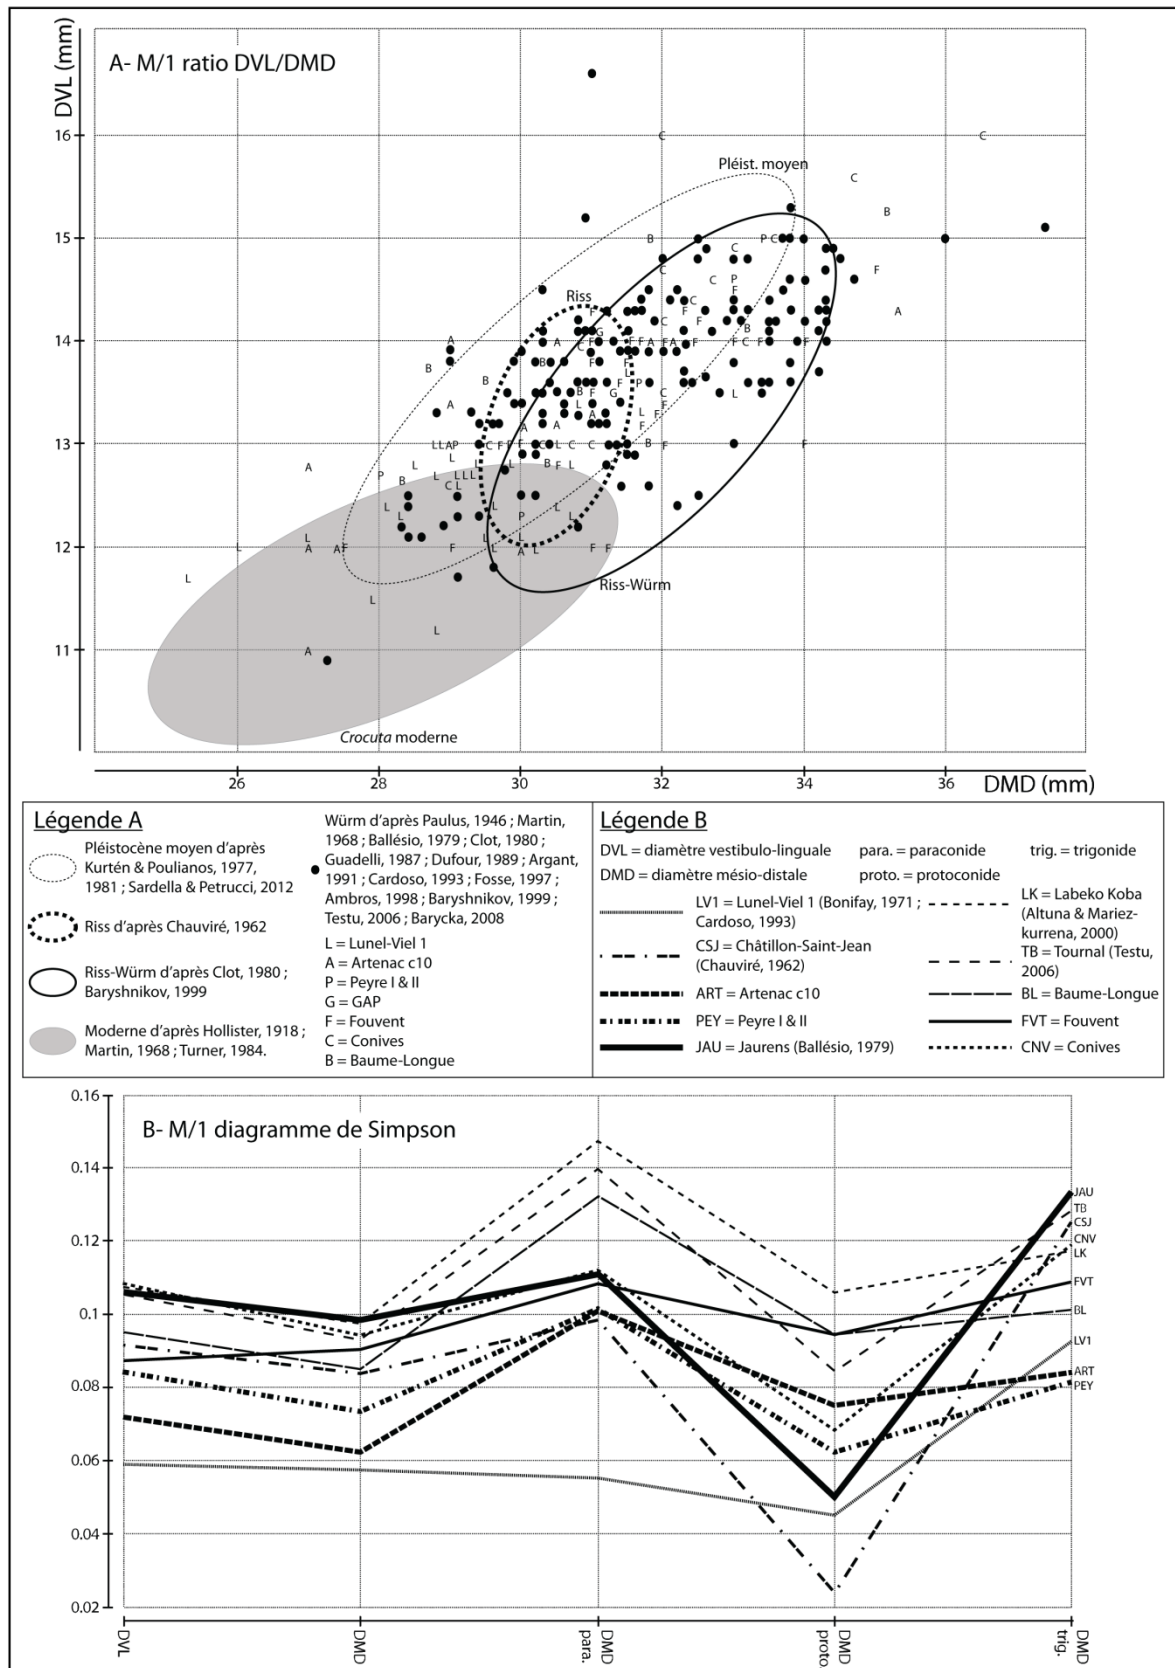 A- M/1 ratio DVL/DMD
DVL (mm)
16
15
14
13
12
11
Pléist. moyen
Riss
Riss-Würm
Crocuta moderne
26
28
30
32
34
36
DMD (mm)
Légende A
Pléistocène moyen d'après
Kurtén & Poulianos, 1977,
1981 ; Sardella & Petrucci, 2012
Riss d'après Chauviré, 1962
Riss-Würm d'après Clot, 1980 ;
Baryshnikov, 1999
Moderne d'après Hollister, 1918 ;
Martin, 1968 ; Turner, 1984.
Würm d'après Paulus, 1946 ; Martin,
1968 ; Ballésio, 1979 ; Clot, 1980 ;
Guadelli, 1987 ; Dufour, 1989 ; Argant,
1991 ; Cardoso, 1993 ; Fosse, 1997 ;
Ambros, 1998 ; Baryshnikov, 1999 ;
Testu, 2006 ; Barycka, 2008
L = Lunel-Viel 1
A = Artenac c10
P = Peyre I & II
G = GAP
F = Fouvent
C = Conives
B = Baume-Longue
Légende B
DVL = diamètre vestibulo-linguale
para. = paraconide
trig. = trigonide
DMD = diamètre mésio-distale
proto. = protoconide
LV1 = Lunel-Viel 1 (Bonifay, 1971 ;
Cardoso, 1993)
CSJ = Châtillon-Saint-Jean
(Chauviré, 1962)
ART = Artenac c10
PEY = Peyre I & II
JAU = Jaurens (Ballésio, 1979)
LK = Labeko Koba
(Altuna & Mariez-
kurrena, 2000)
TB = Tournal (Testu,
2006)
BL = Baume-Longue
FVT = Fouvent
CNV = Conives
B- M/1 diagramme de Simpson
0.16
0.14
0.12
0.1
0.08
0.06
0.04
0.02
JAU
TB
CSJ
CNV
LK
FVT
BL
LV1
ART
PEY
DVL
DMD
DMD
para.
DMD
proto.
DMD
trig.